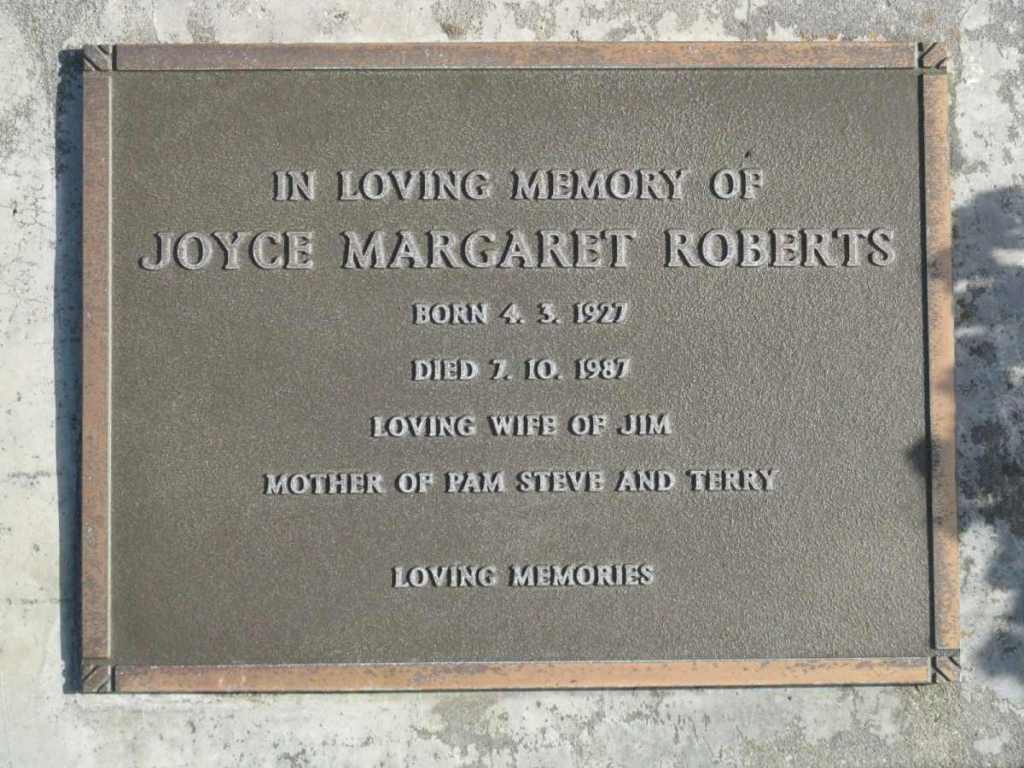 IN LOVING MEMORY OF
JOYCE MARGARET ROBERTS
BORN 4. 3. 1927
DIED 7. 10. 1987
LOVING WIFE OF JIM
MOTHER OF PAM STEVE AND TERRY
LOVING MEMORIES